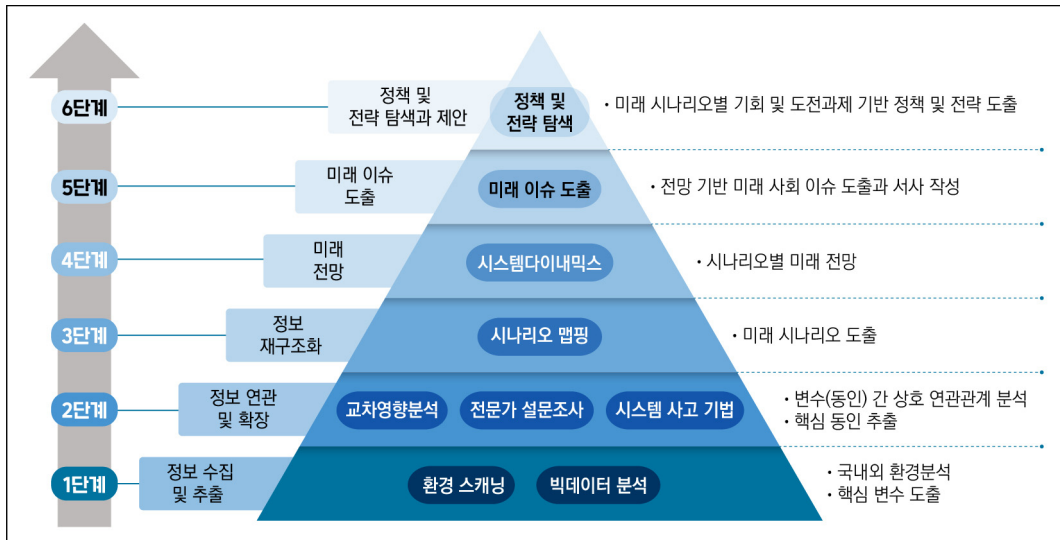 6단계
정책 및
전략 탐색과 제안
정책 및
전략 탐색
• 미래 시나리오별 기회 및 도전과제 기반 정책 및 전략 도출
5단계
미래 이슈
도출
미래 이슈 도출
• 전망 기반 미래 사회 이슈 도출과 서사 작성
4단계
미래
전망
시스템다이내믹스
• 시나리오별 미래 전망
3단계
정보
재구조화
시나리오 맵핑
• 미래 시나리오 도출
2단계
정보 연관
및 확장
교차영향분석
전문가 설문조사
시스템 사고 기법
• 변수(동인) 간 상호 연관관계 분석
• 핵심 동인 추출
1단계
정보 수집
및 추출
환경 스캐닝
빅데이터 분석
• 국내외 환경분석
• 핵심 변수 도출